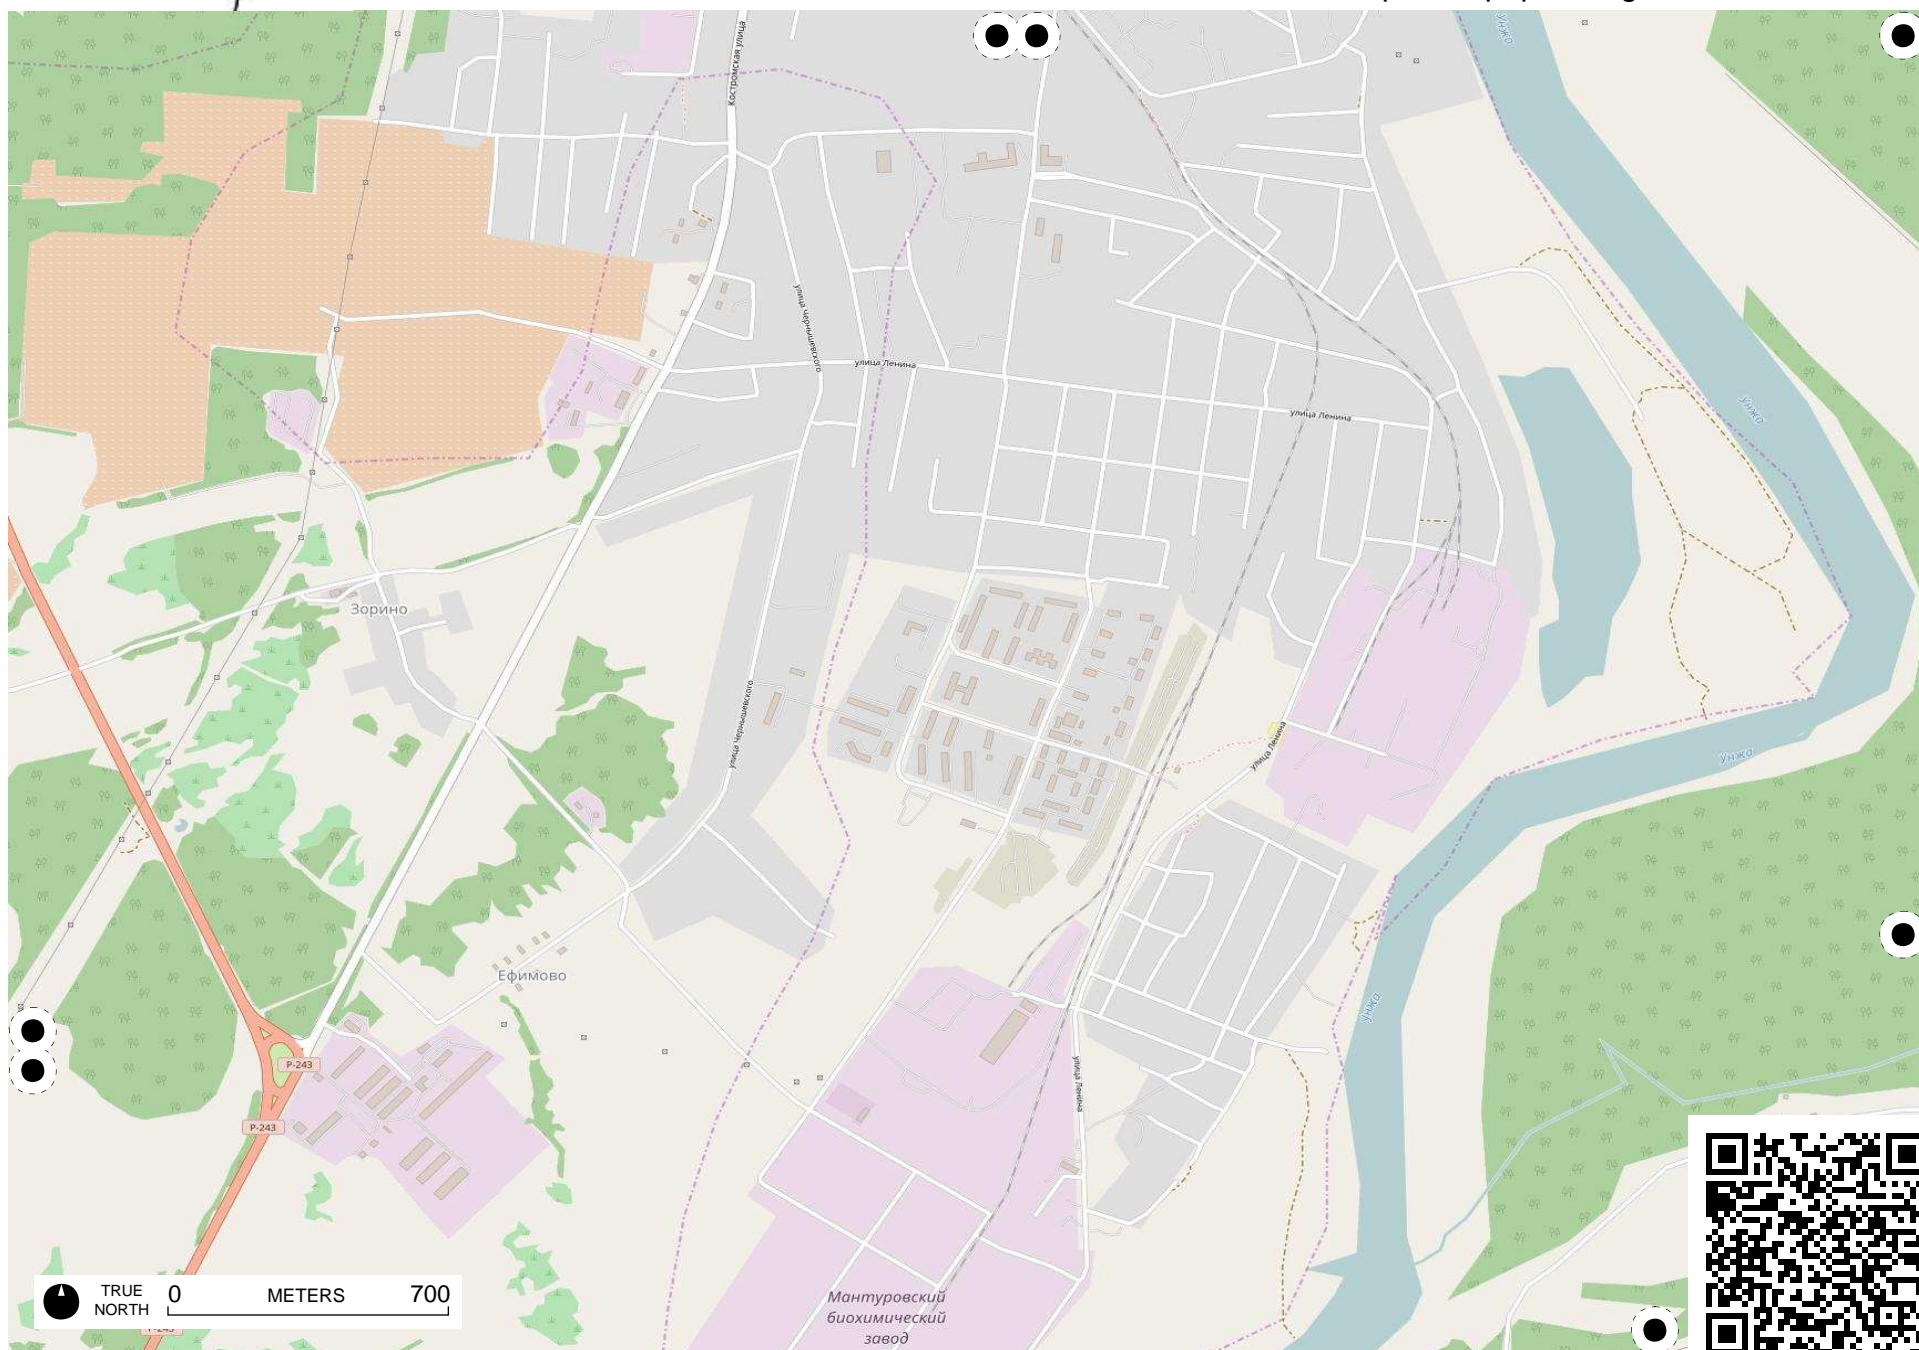 Костромская улица
Унжа
улица Чернышевского
улица Ленина
Унжа
улица Ленина
Зорино
улица Чернышевского
улица Ленина
Унжа
Ефимово
Унжа
P-243
улица Ленина
P-243
TRUE
NORTH
0 METERS 700
Мантуровский
биохимический
завод